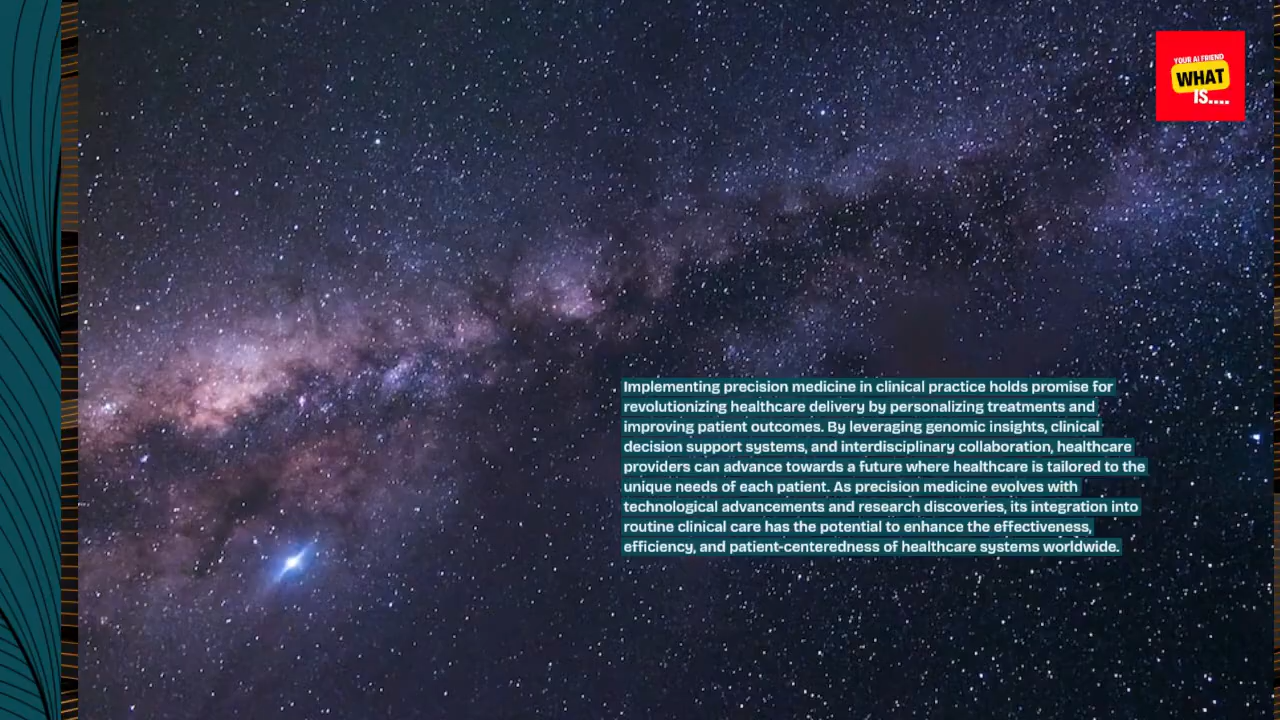 YOUR AI FRIEND
WHAT
IS....
Implementing precision medicine in clinical practice holds promise for
revolutionizing healthcare delivery by personalizing treatments and
improving patient outcomes. By leveraging genomic insights, clinical
decision support systems, and interdisciplinary collaboration, healthcare
providers can advance towards a future where healthcare is tailored to the
unique needs of each patient. As precision medicine evolves with
technological advancements and research discoveries, its integration into
routine clinical care has the potential to enhance the effectiveness,
efficiency, and patient-centeredness of healthcare systems worldwide.